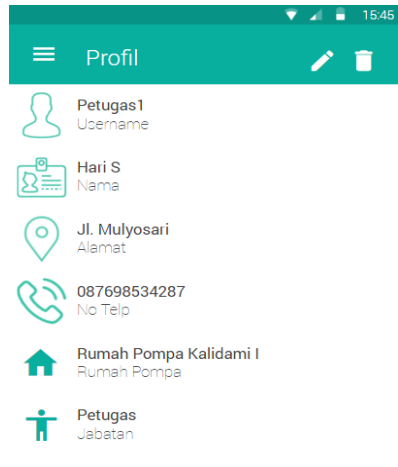 15:45
Profil
Petugas1
Username
Hari S
Nama
Jl. Mulyosari
Alamat
087698534287
No Telp
Rumah Pompa Kalidami I
Rumah Pompa
Petugas
Jabatan